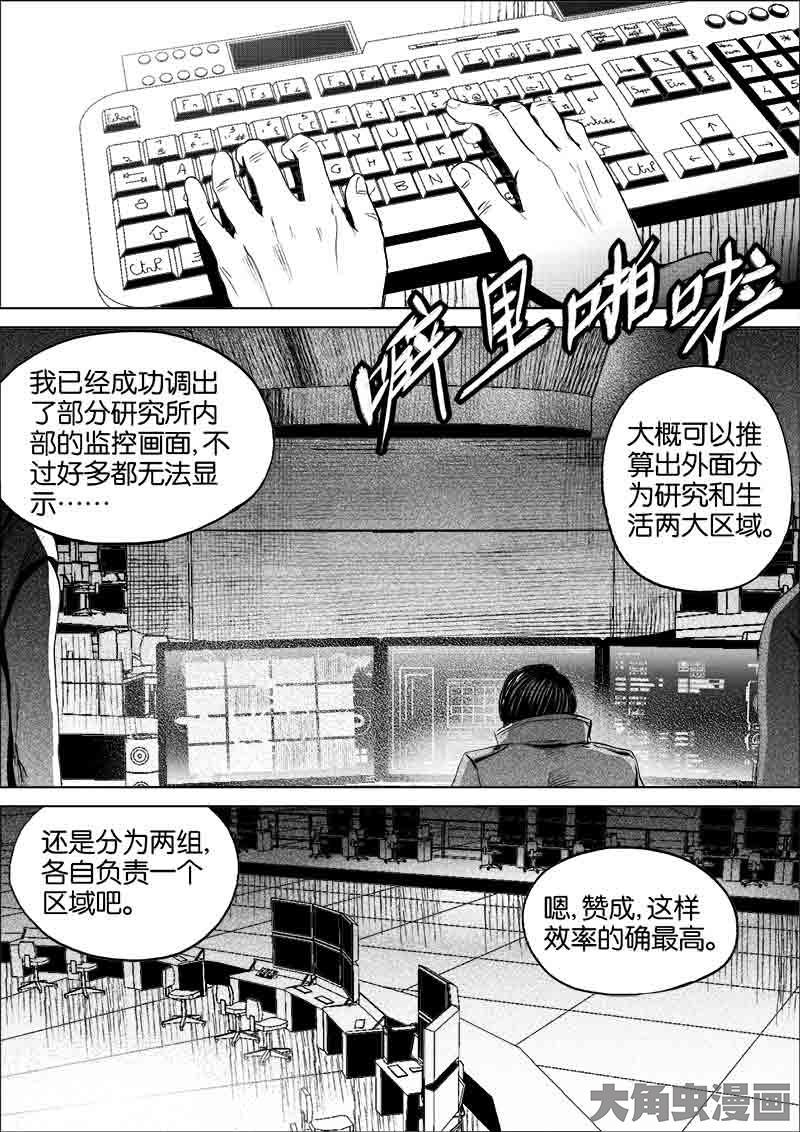 噼里啪啦
我已经成功调出
了部分研究所内
部的监控画面,不
过好多都无法显
示……
大概可以推
算出外面分
为研究和生
活两大区域。
还是分为两组,
各自负责一个
区域吧。
嗯,赞成,这样
效率的确最高。
大角虫漫画